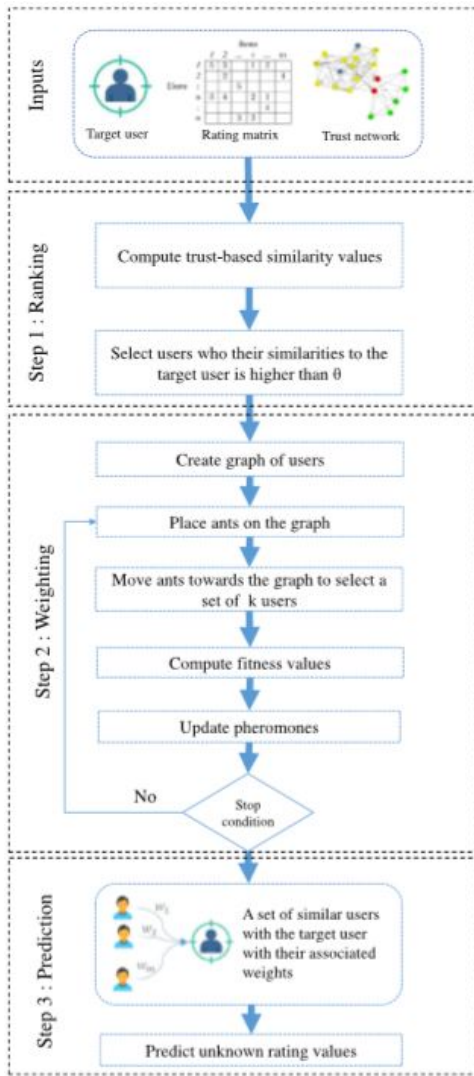 Inputs
Items
Users
Target user
Rating matrix
Trust network
Step 1 : Ranking
Compute trust-based similarity values
Select users who their similarities to the
target user is higher than θ
Step 2 : Weighting
Create graph of users
Place ants on the graph
Move ants towards the graph to select a
set of k users
Compute fitness values
Update pheromones
No
Stop
condition
Step 3 : Prediction
w₁
w₂
wₘ
A set of similar users
with the target user
with their associated
weights
Predict unknown rating values